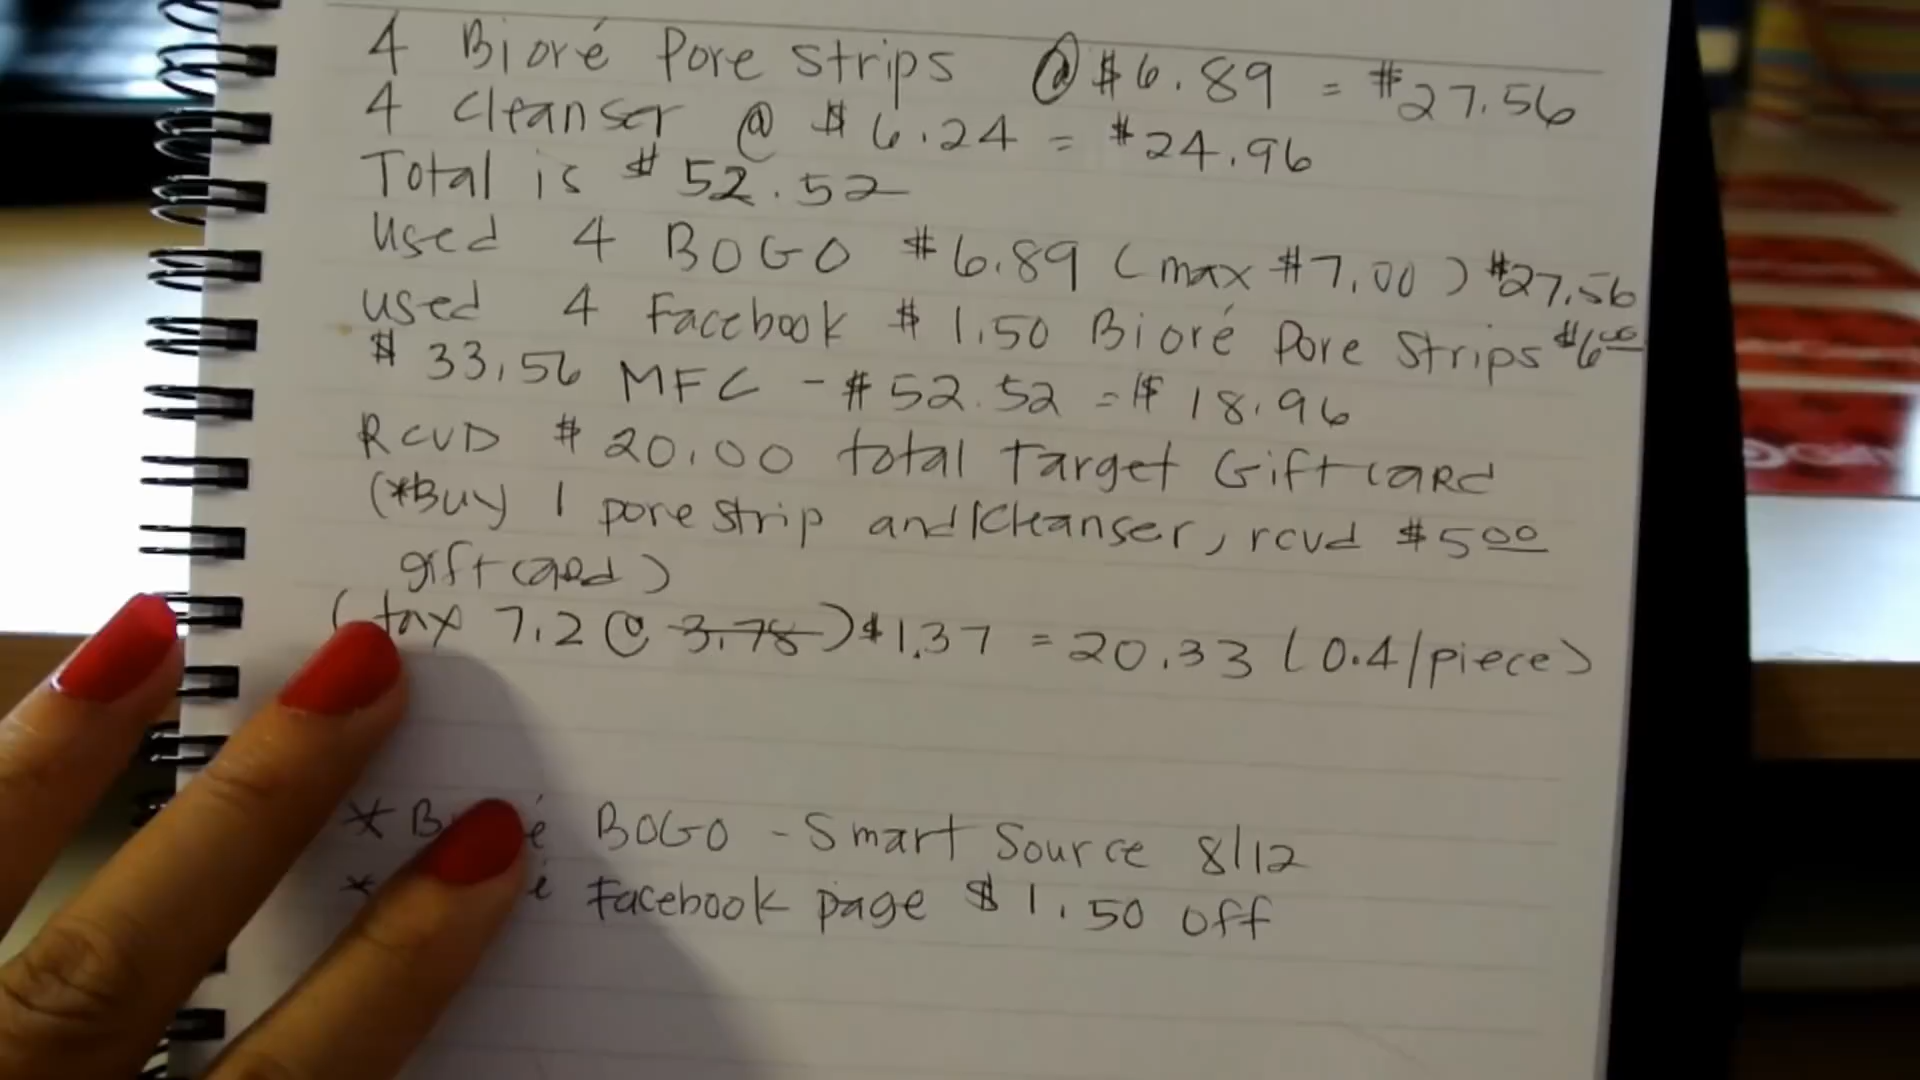 4 Bioré Pore Strips @ $6.89 = $27.56
4 cleanser @ $6.24 = $24.96
Total is $52.52
Used 4 BOGO $6.89 (max $7.00) $27.56
used 4 Facebook $1.50 Bioré Pore Strips $6.00
$33.56 MFC - $52.52 = $18.96
RCVD $20.00 total Target Giftcard
(*Buy 1 pore strip and 1 cleanser, rcvd $5.00
giftcard)
(tax 7.2 @ 3.78) $1.37 = 20.33 (0.4/piece)
* B é BOGO - Smart Source 8/12
* é Facebook page $1.50 off